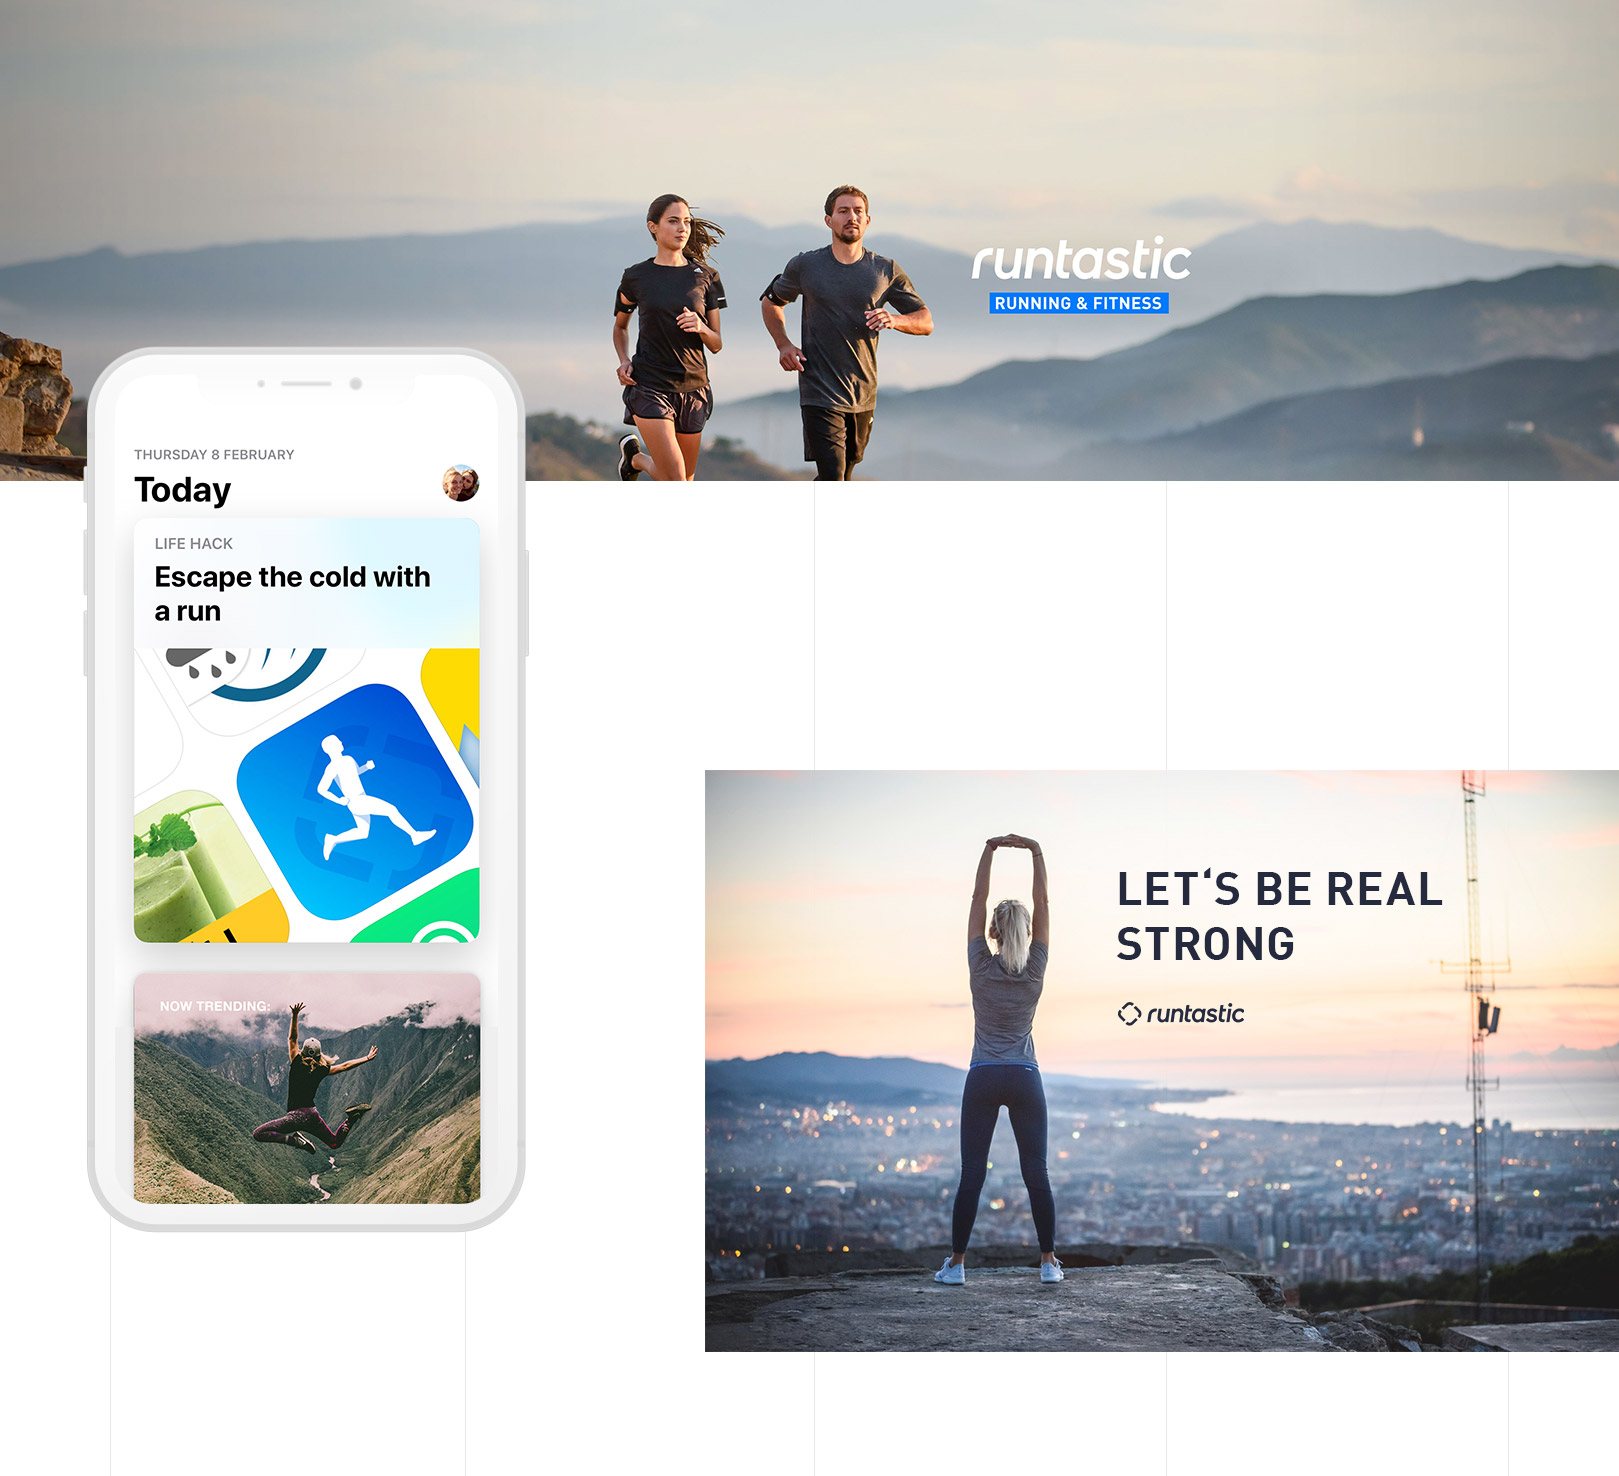 runtastic
RUNNING & FITNESS
THURSDAY 8 FEBRUARY
Today
LIFE HACK
Escape the cold with
a run
NOW TRENDING:
LET‘S BE REAL
STRONG
runtastic